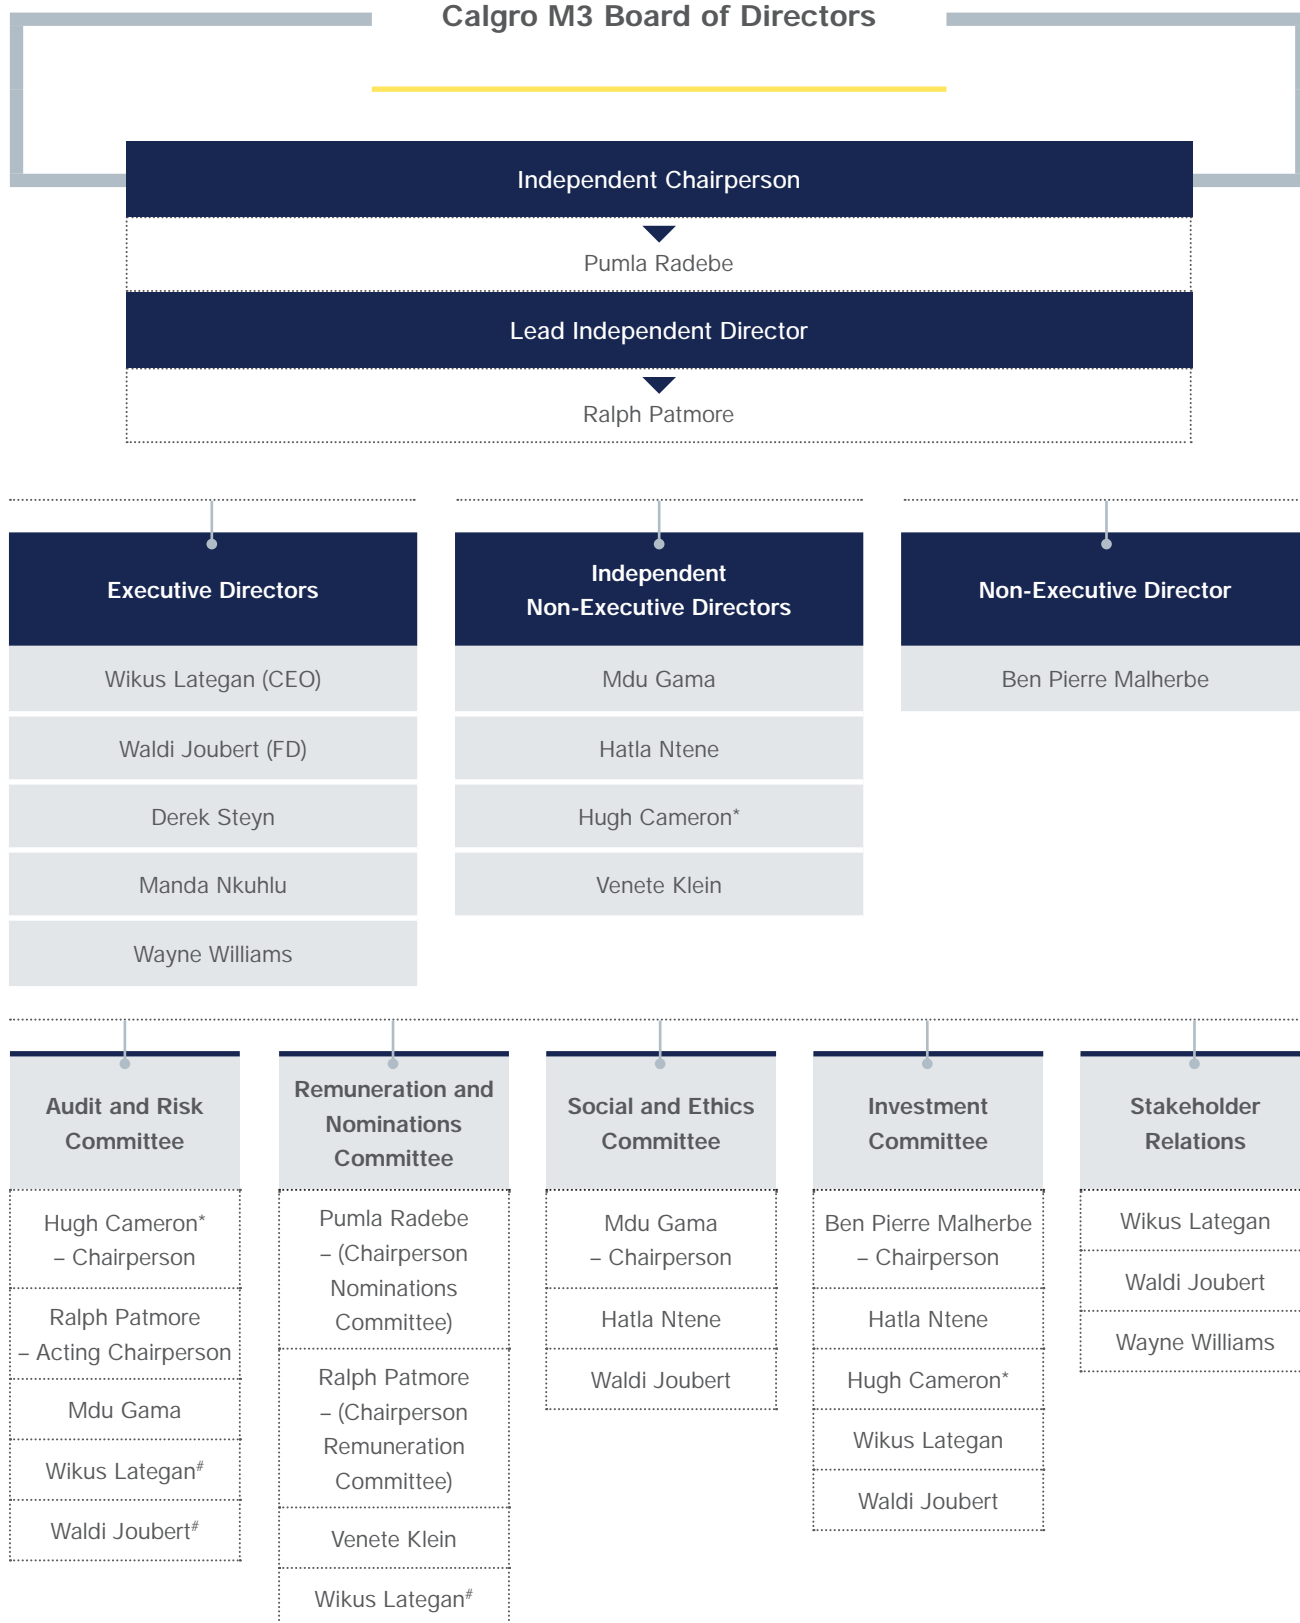 Calgro M3 Board of Directors
Independent Chairperson
Pumla Radebe
Lead Independent Director
Ralph Patmore
Executive Directors
Wikus Lategan (CEO)
Waldi Joubert (FD)
Derek Steyn
Manda Nkuhlu
Wayne Williams
Independent
Non-Executive Directors
Mdu Gama
Hatla Ntene
Hugh Cameron*
Venete Klein
Non-Executive Director
Ben Pierre Malherbe
Audit and Risk
Committee
Hugh Cameron*
– Chairperson
Ralph Patmore
– Acting Chairperson
Mdu Gama
Wikus Lategan#
Waldi Joubert#
Remuneration and
Nominations
Committee
Pumla Radebe
– (Chairperson
Nominations
Committee)
Ralph Patmore
– (Chairperson
Remuneration
Committee)
Venete Klein
Wikus Lategan#
Social and Ethics
Committee
Mdu Gama
– Chairperson
Hatla Ntene
Waldi Joubert
Investment
Committee
Ben Pierre Malherbe
– Chairperson
Hatla Ntene
Hugh Cameron*
Wikus Lategan
Waldi Joubert
Stakeholder
Relations
Wikus Lategan
Waldi Joubert
Wayne Williams